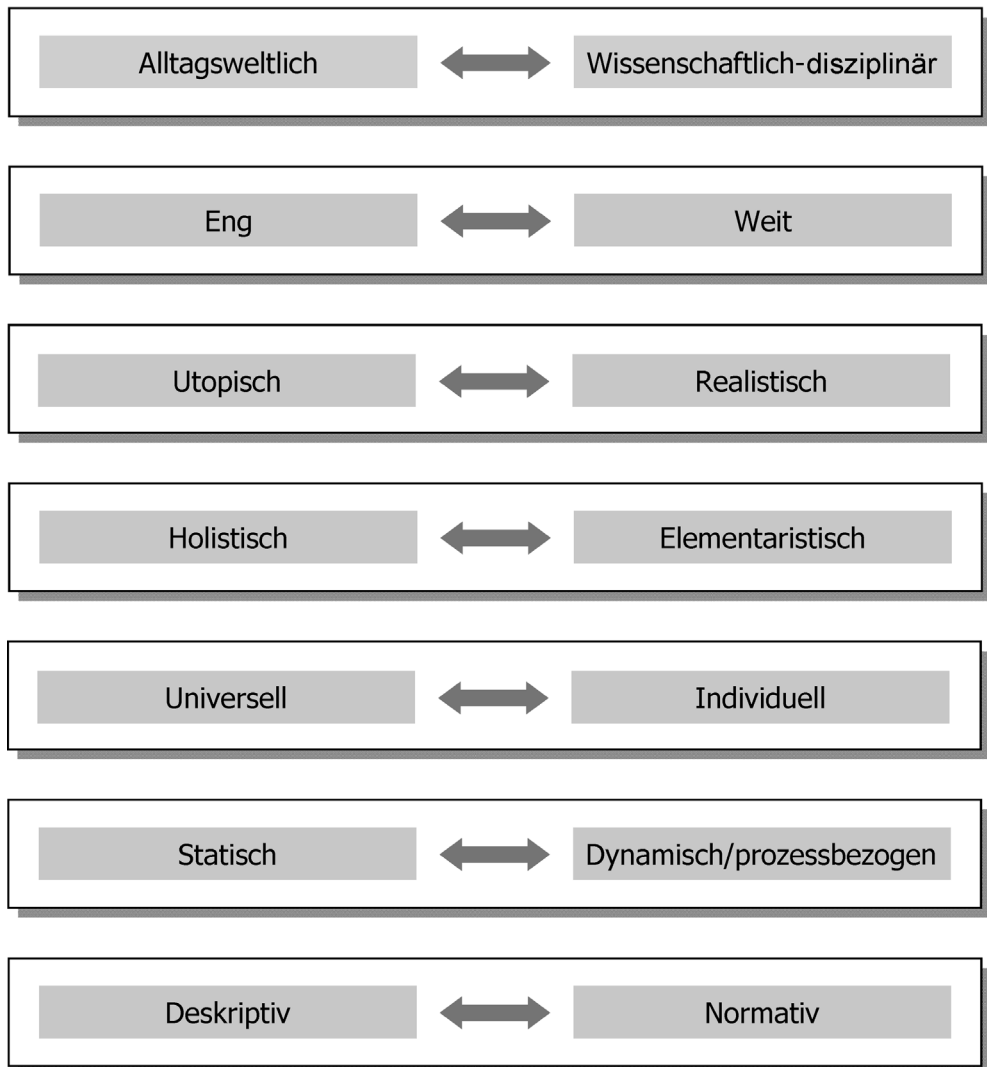 Alltagsweltlich Wissenschaftlich-disziplinär
Eng Weit
Utopisch Realistisch
Holistisch Elementaristisch
Universell Individuell
Statisch Dynamisch/prozessbezogen
Deskriptiv Normativ